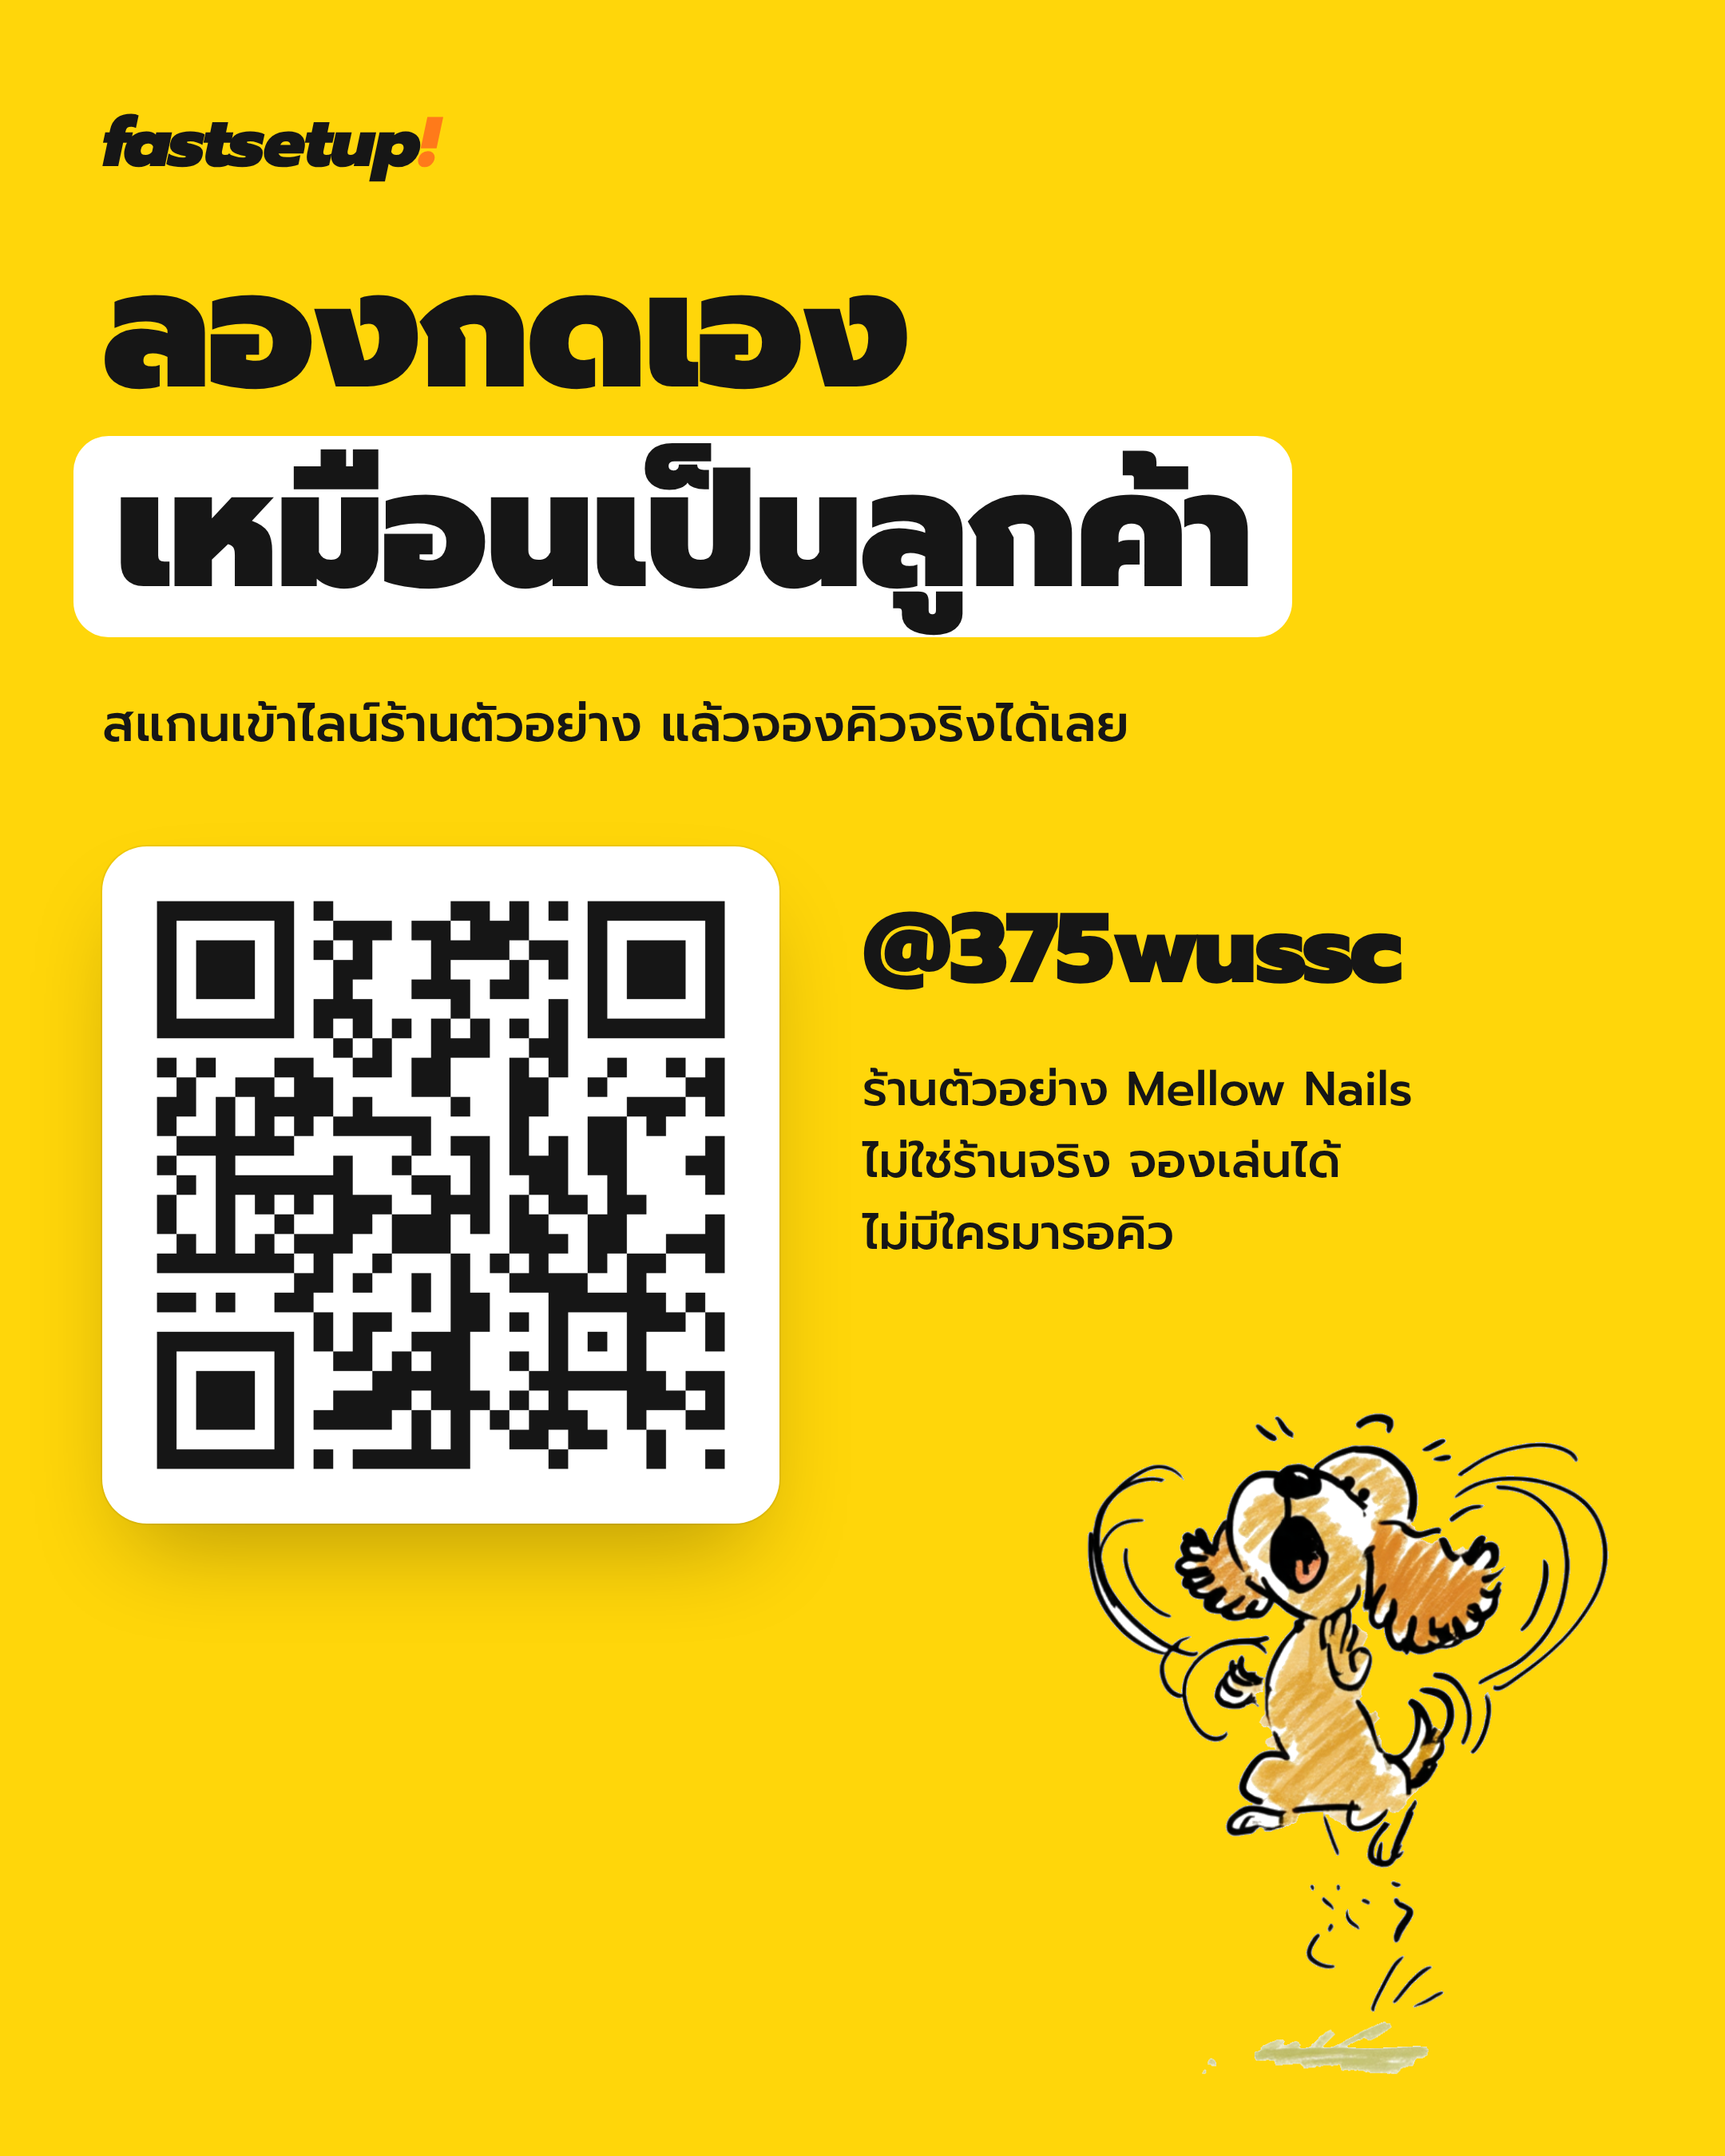 fastsetup!
ลองกดเอง
เหมือนเป็นลูกค้า
สแกนเข้าไลน์ร้านตัวอย่าง แล้วจองคิวจริงได้เลย
@375wussc
ร้านตัวอย่าง Mellow Nails
ไม่ใช่ร้านจริง จองเล่นได้
ไม่มีใครมารอคิว